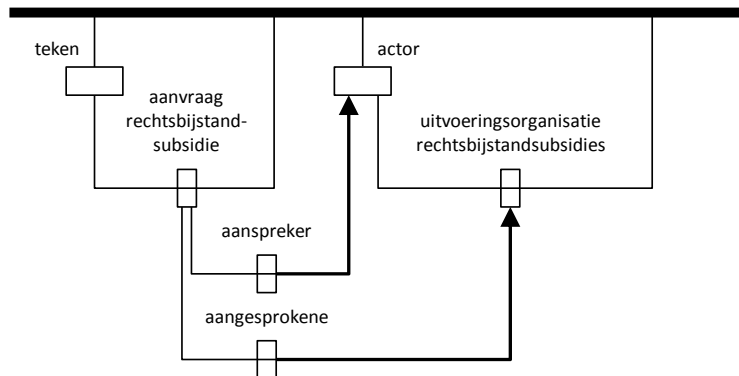 teken
actor
aanvraag
rechtsbijstand-
subsidie
uitvoeringsorganisatie
rechtsbijstandsubsidies
aanspreker
aangesprokene